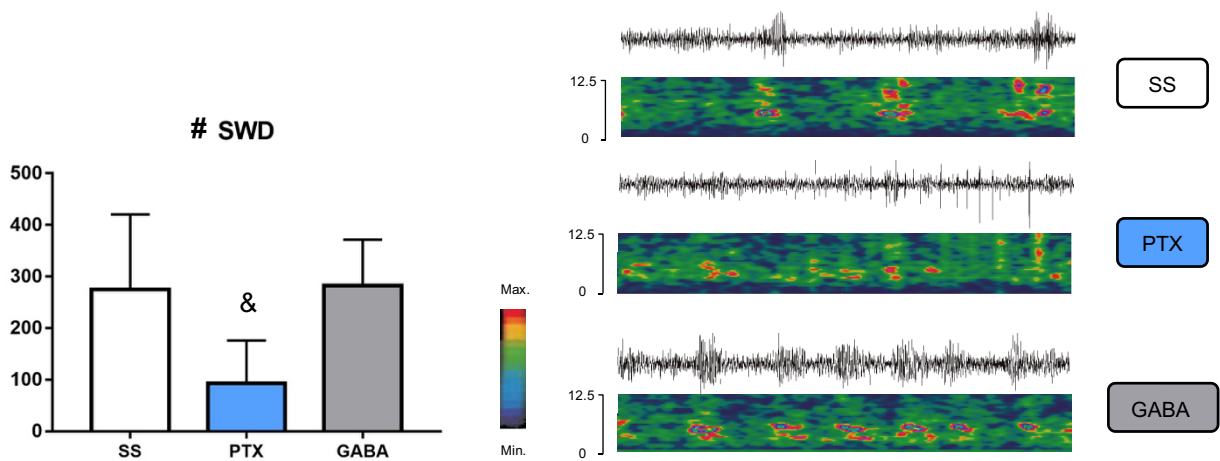 # SWD
500
400
300
200
100
0
&
SS
PTX
GABA
Max.
Min.
12.5
0
SS
12.5
0
PTX
12.5
0
GABA